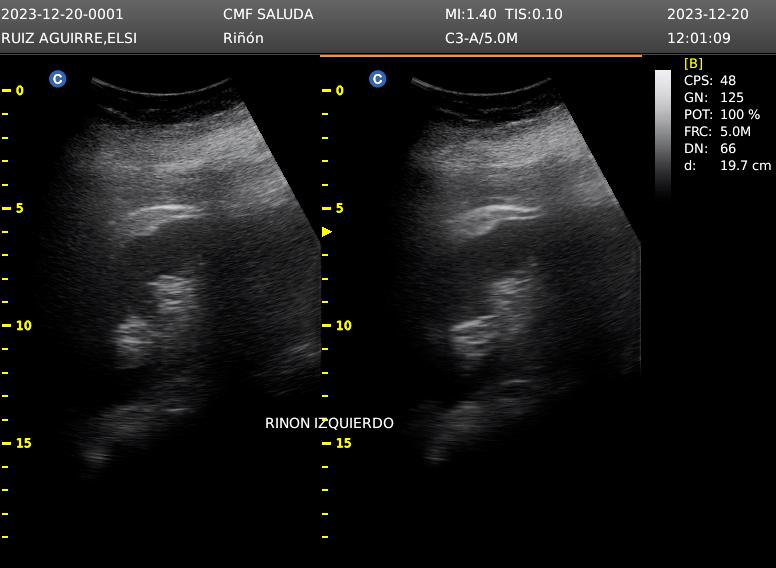 2023-12-20-0001 CMF SALUDA MI:1.40 TIS:0.10 2023-12-20
RUIZ AGUIRRE,ELSI Riñón C3-A/5.0M 12:01:09
C
C
[B]
CPS: 48
GN: 125
POT: 100 %
FRC: 5.0M
DN: 66
d: 19.7 cm
0
5
10
15
0
5
10
15
RINON IZQUIERDO